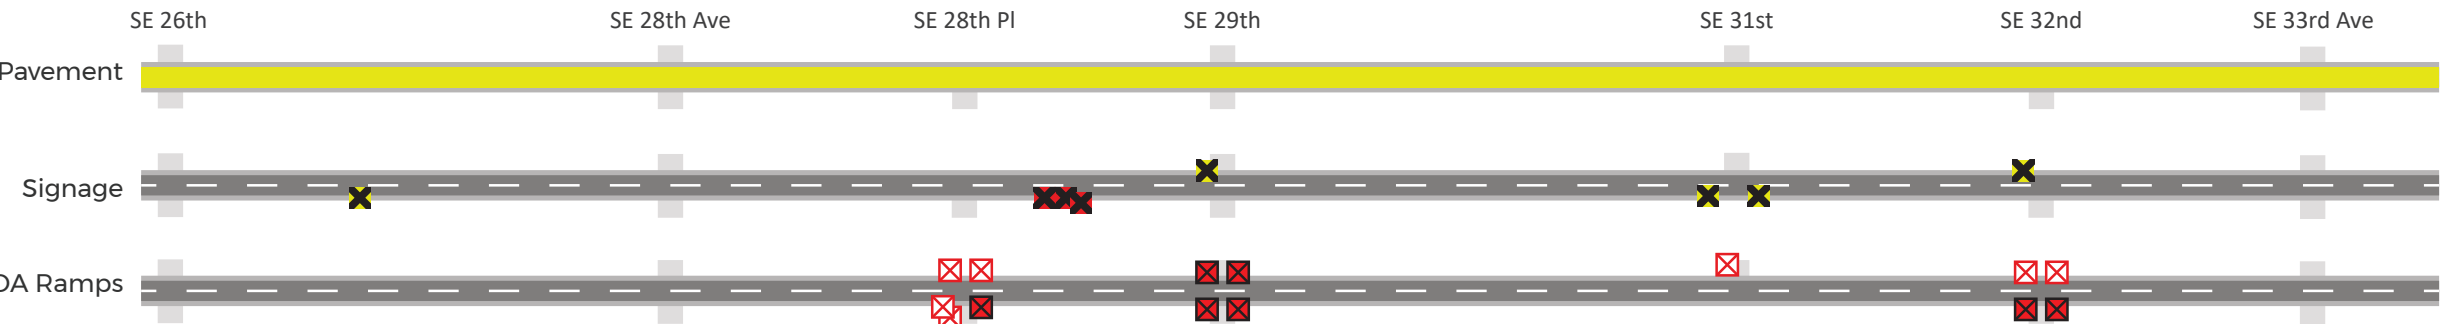 SE 26th SE 28th Ave SE 28th Pl SE 29th SE 31st SE 32nd SE 33rd Ave
Pavement
Signage
DA Ramps